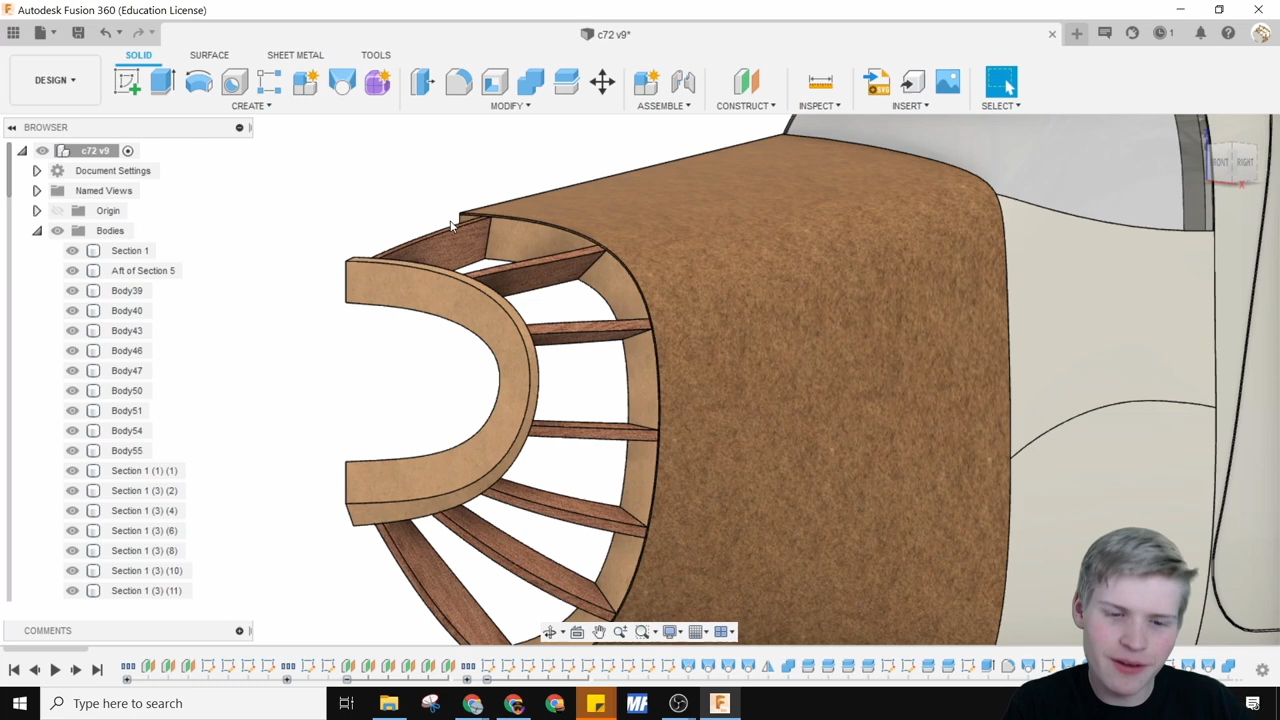 Autodesk Fusion 360 (Education License)
c72 v9*
1
DESIGN
SOLID SURFACE SHEET METAL TOOLS
CREATE MODIFY ASSEMBLE CONSTRUCT INSPECT INSERT SELECT
SVG
BROWSER
c72 v9
Document Settings
Named Views
Origin
Bodies
Section 1
Aft of Section 5
Body39
Body40
Body43
Body46
Body47
Body50
Body51
Body54
Body55
Section 1 (1) (1)
Section 1 (3) (2)
Section 1 (3) (4)
Section 1 (3) (6)
Section 1 (3) (8)
Section 1 (3) (10)
Section 1 (3) (11)
FRONT RIGHT
X
COMMENTS
Type here to search
MF